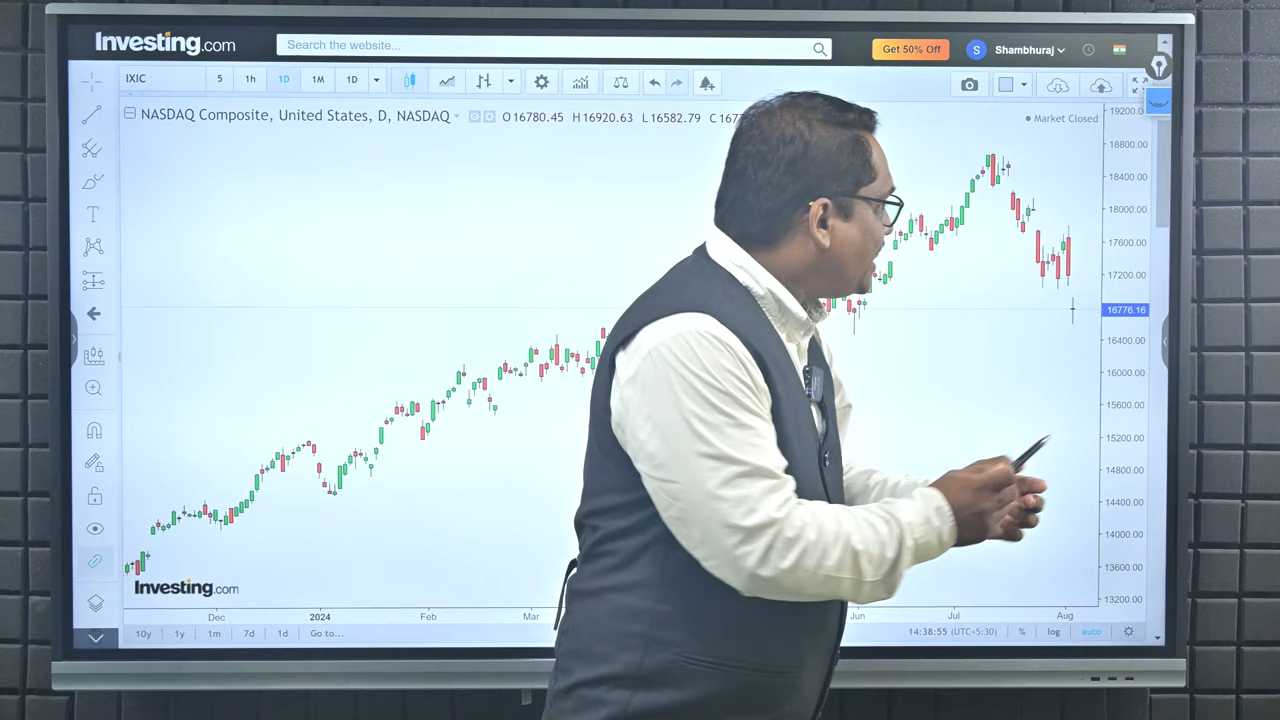 Investing.com
Search the website...
Get 50% Off
S
Shambhuraj
IXIC
5
1h
1D
1M
1D
NASDAQ Composite, United States, D, NASDAQ
O16780.45 H16920.63 L16582.79 C1677
Market Closed
19200.00
18800.00
18400.00
18000.00
17600.00
17200.00
16776.16
16400.00
16000.00
15600.00
15200.00
14800.00
14400.00
14000.00
13600.00
13200.00
T
Investing.com
Dec 2024 Feb Mar Jun Jul Aug
10y 1y 1m 7d 1d Go to...
14:38:55 (UTC+5:30) % log auto